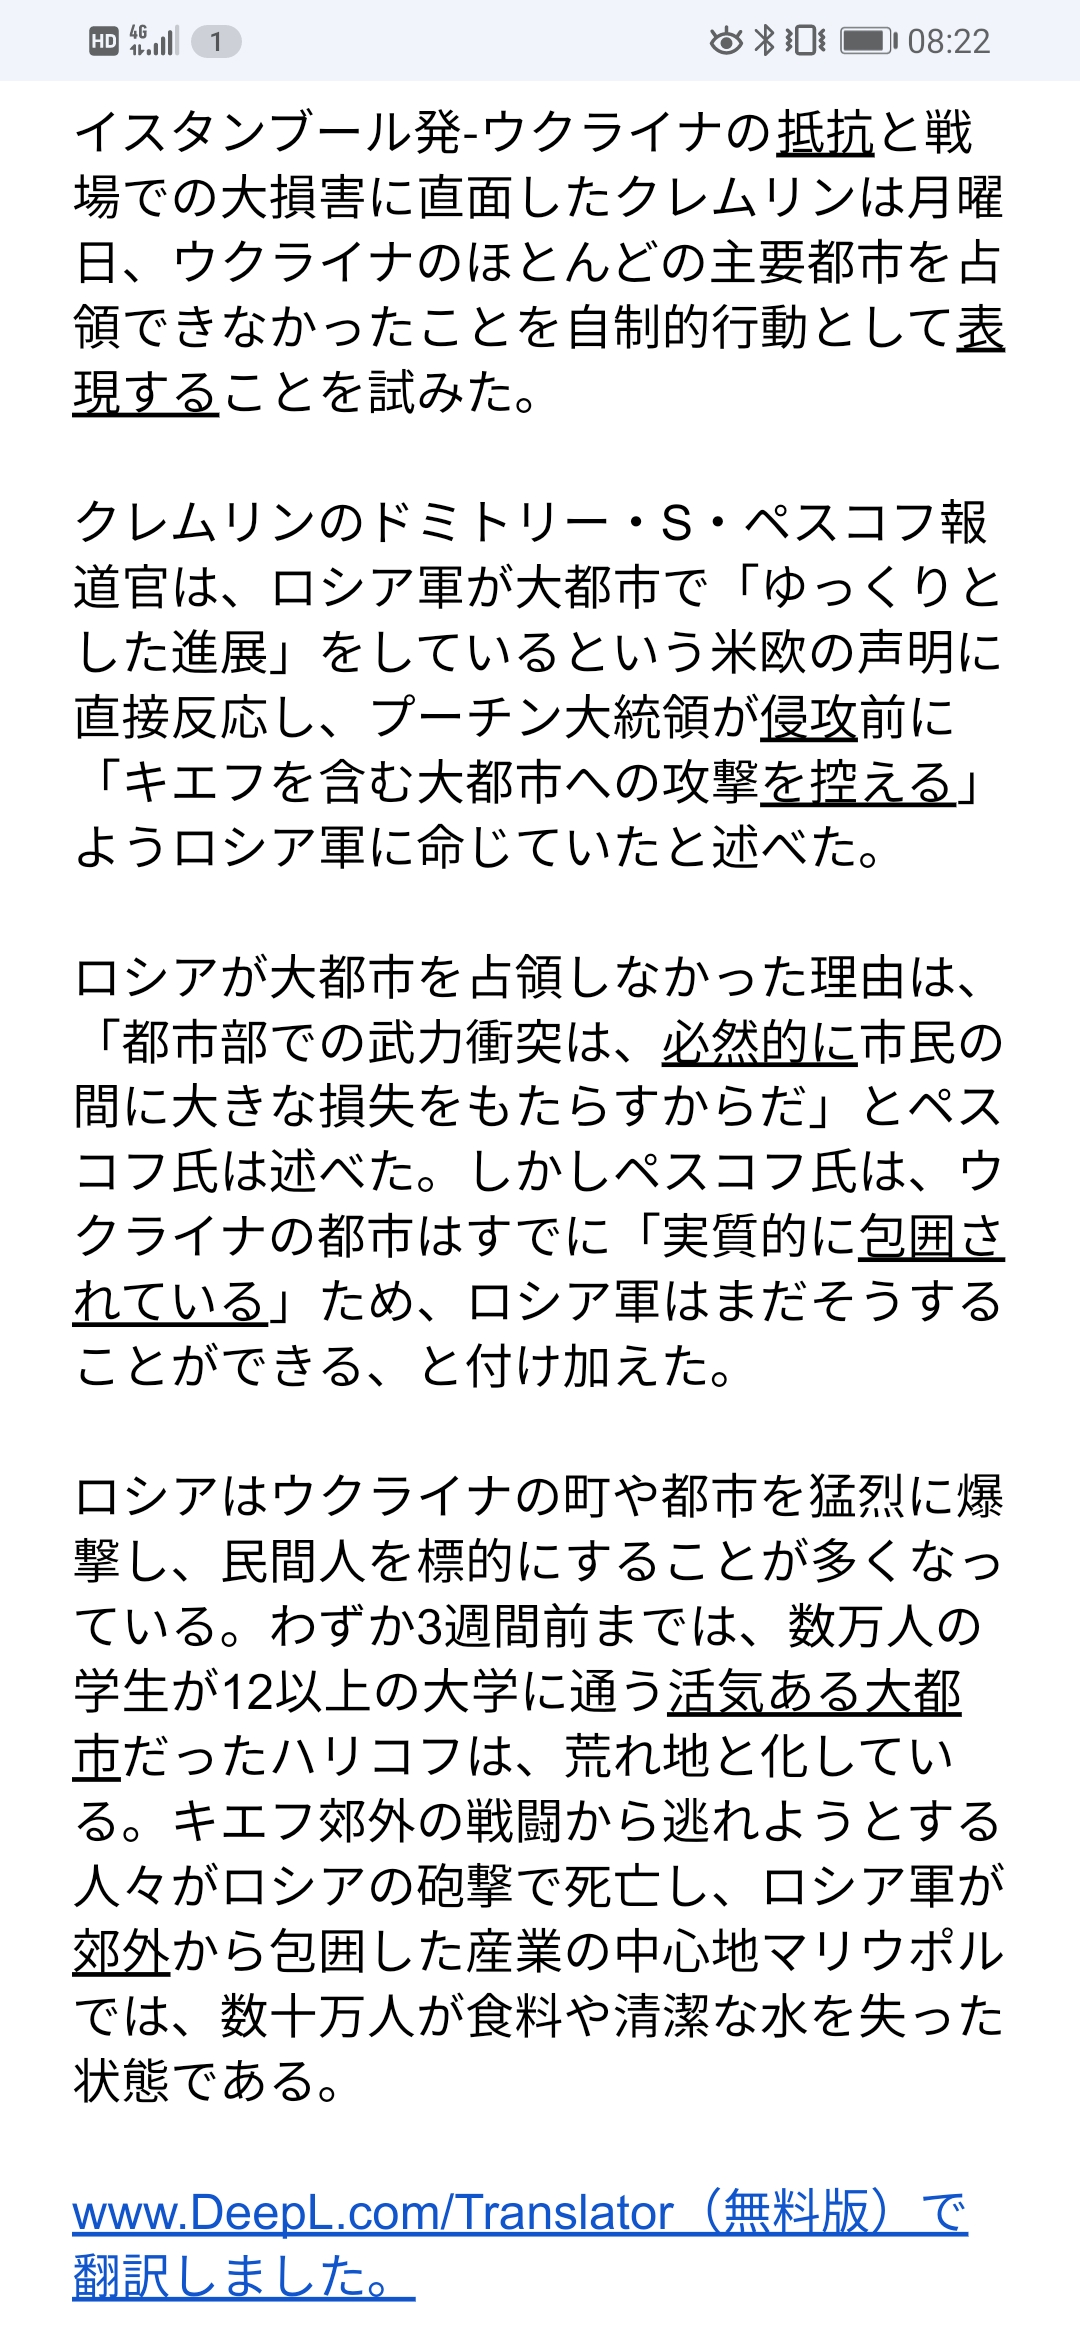 HD 4G 1 08:22
イスタンブール発-ウクライナの抵抗と戦
場での大損害に直面したクレムリンは月曜
日、ウクライナのほとんどの主要都市を占
領できなかったことを自制的行動として表
現することを試みた。
クレムリンのドミトリー・S・ペスコフ報
道官は、ロシア軍が大都市で「ゆっくりと
した進展」をしているという米欧の声明に
直接反応し、プーチン大統領が侵攻前に
「キエフを含む大都市への攻撃を控える」
ようロシア軍に命じていたと述べた。
ロシアが大都市を占領しなかった理由は、
「都市部での武力衝突は、必然的に市民の
間に大きな損失をもたらすからだ」とペス
コフ氏は述べた。しかしペスコフ氏は、ウ
クライナの都市はすでに「実質的に包囲さ
れている」ため、ロシア軍はまだそうする
ことができる、と付け加えた。
ロシアはウクライナの町や都市を猛烈に爆
撃し、民間人を標的にすることが多くなっ
ている。わずか3週間前までは、数万人の
学生が12以上の大学に通う活気ある大都
市だったハリコフは、荒れ地と化してい
る。キエフ郊外の戦闘から逃れようとする
人々がロシアの砲撃で死亡し、ロシア軍が
郊外から包囲した産業の中心地マリウポル
では、数十万人が食料や清潔な水を失った
状態である。
www.DeepL.com/Translator（無料版）で
翻訳しました。